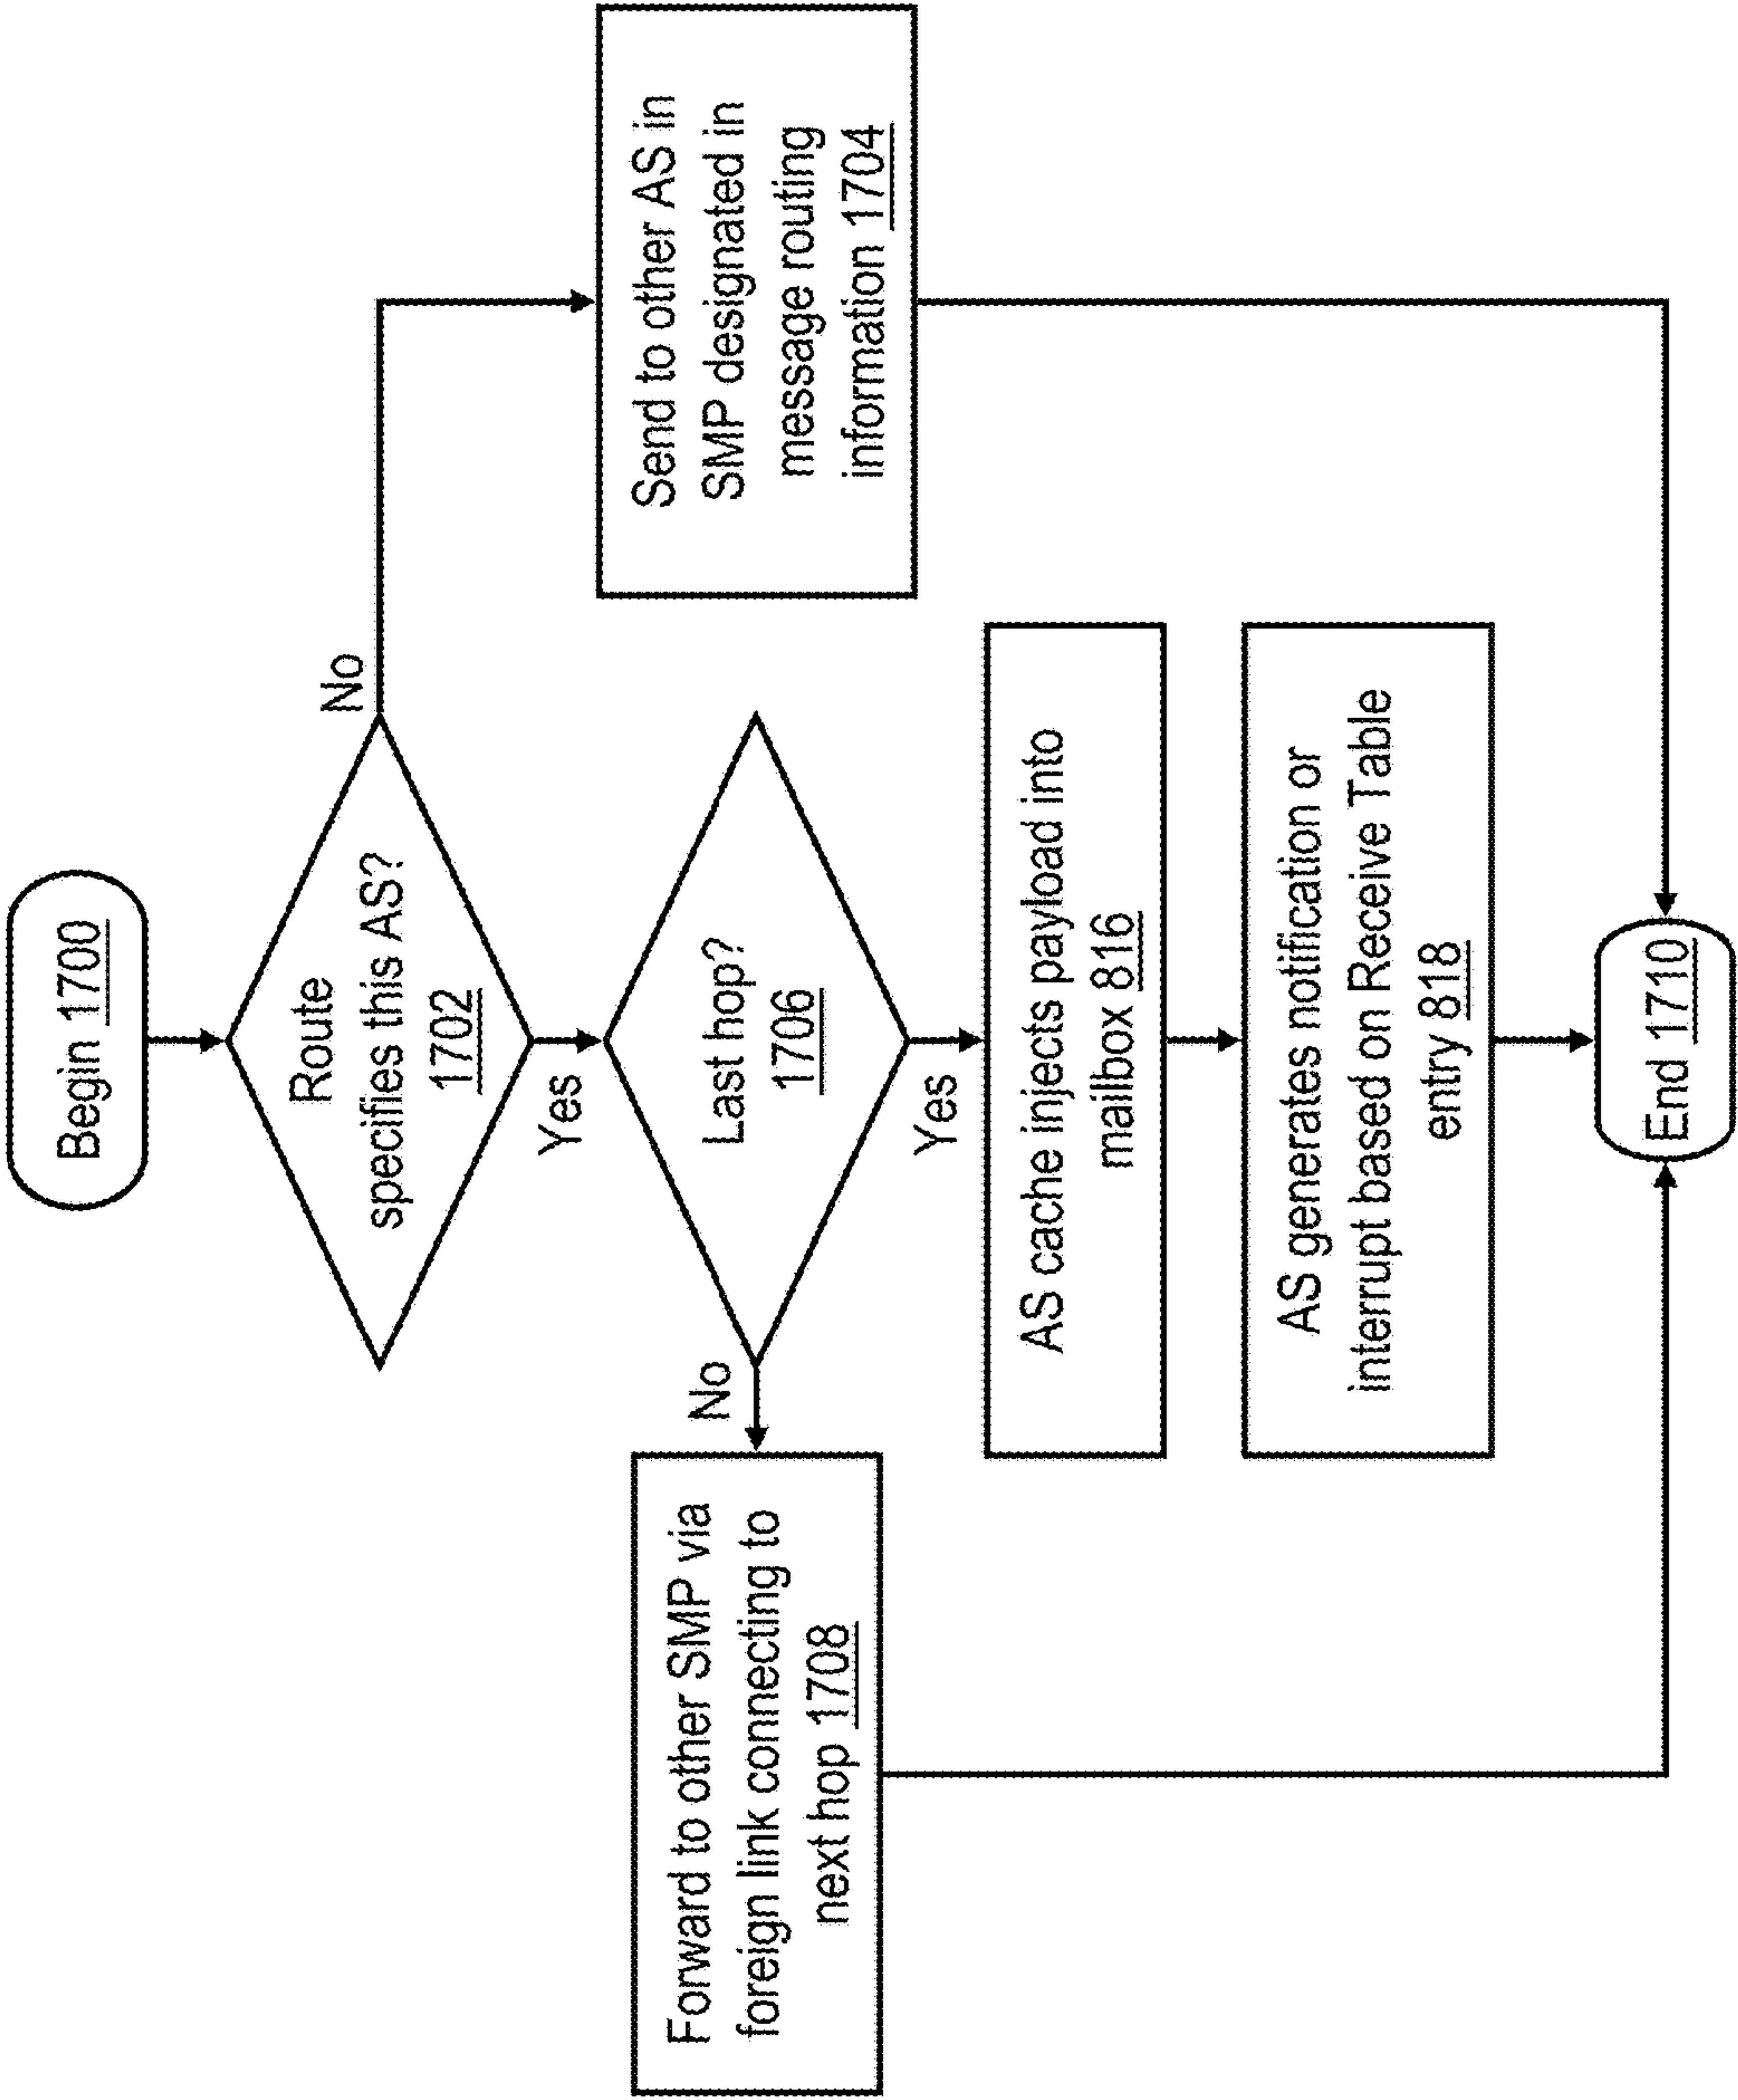 Begin 1700
Route
specifies this AS?
1702
No
Yes
Send to other AS in
SMP designated in
message routing
information 1704
Last hop?
1706
No
Yes
Forward to other SMP via
foreign link connecting to
next hop 1708
AS cache injects payload into
mailbox 816
AS generates notification or
interrupt based on Receive Table
entry 818
End 1710